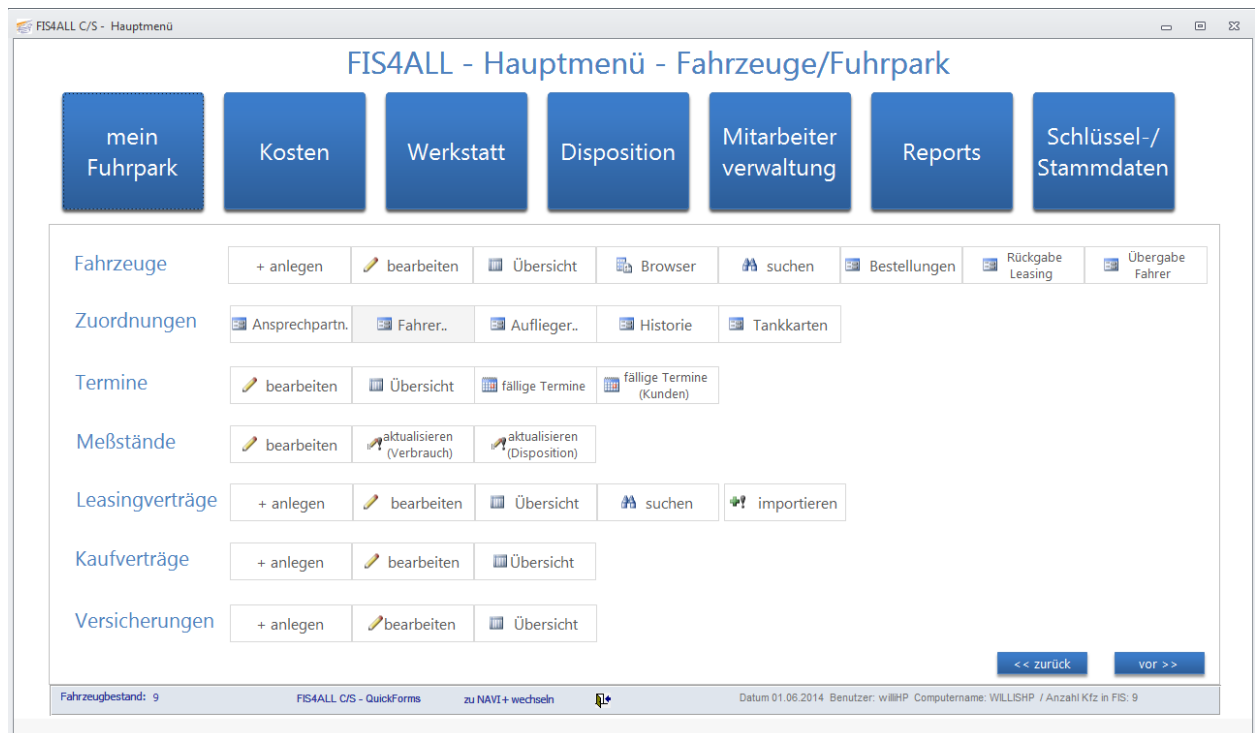 FIS4ALL C/S - Hauptmenü
FIS4ALL - Hauptmenü - Fahrzeuge/Fuhrpark
mein
Fuhrpark
Kosten
Werkstatt
Disposition
Mitarbeiter
verwaltung
Reports
Schlüssel-/
Stammdaten
Fahrzeuge
+ anlegen
bearbeiten
Übersicht
Browser
suchen
Bestellungen
Rückgabe
Leasing
Übergabe
Fahrer
Zuordnungen
Ansprechpartn.
Fahrer..
Auflieger..
Historie
Tankkarten
Termine
bearbeiten
Übersicht
fällige Termine
fällige Termine
(Kunden)
Meßstände
bearbeiten
aktualisieren
(Verbrauch)
aktualisieren
(Disposition)
Leasingverträge
+ anlegen
bearbeiten
Übersicht
suchen
importieren
Kaufverträge
+ anlegen
bearbeiten
Übersicht
Versicherungen
+ anlegen
bearbeiten
Übersicht
<< zurück
vor >>
Fahrzeugbestand: 9
FIS4ALL C/S - QuickForms
zu NAVI+ wechseln
Datum 01.06.2014 Benutzer: williHP Computername: WILLISHP / Anzahl Kfz in FIS: 9